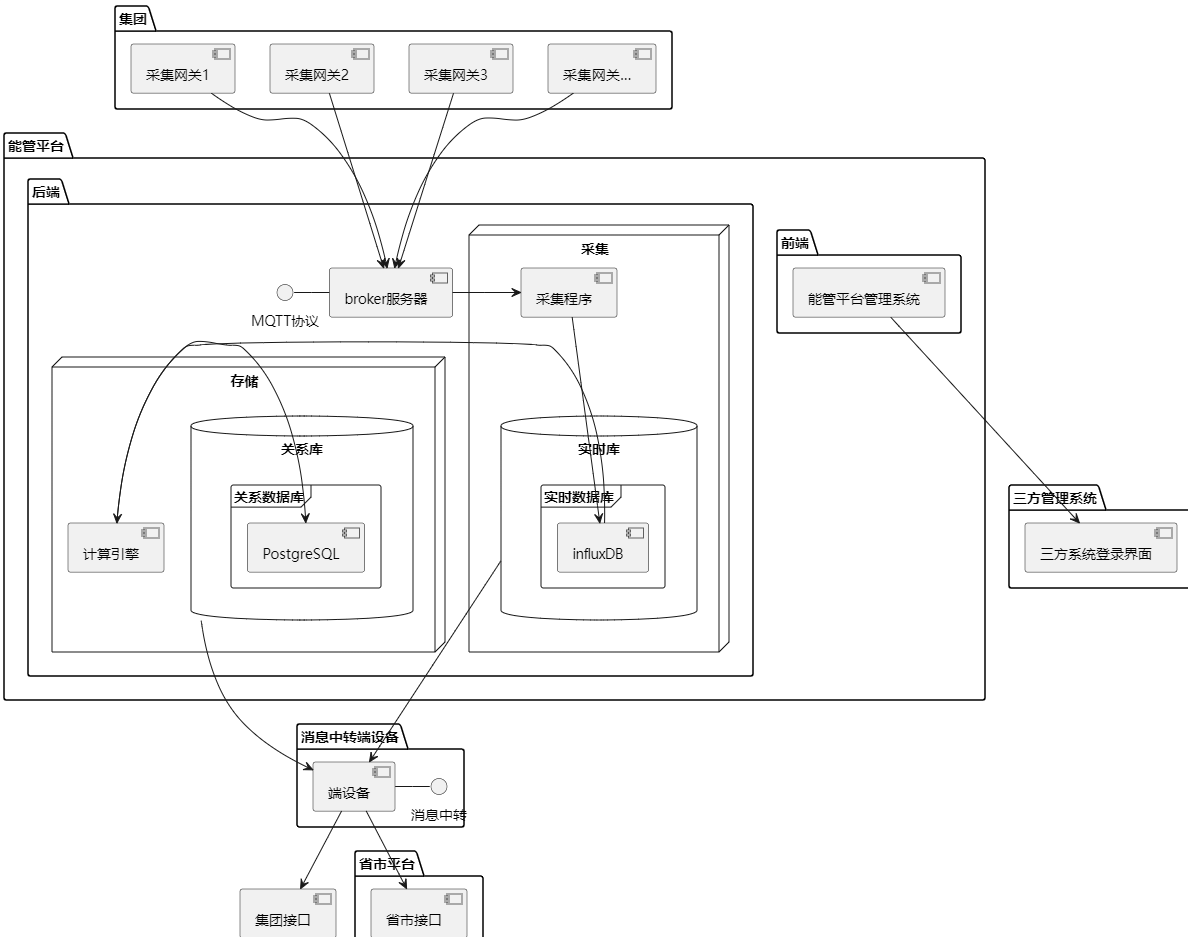 集团
采集网关1
采集网关2
采集网关3
采集网关...
能管平台
后端
前端
采集
broker服务器
采集程序
能管平台管理系统
MQTT协议
存储
关系库
实时库
关系数据库
实时数据库
三方管理系统
计算引擎
PostgreSQL
influxDB
三方系统登录界面
消息中转端设备
端设备
消息中转
省市平台
集团接口
省市接口